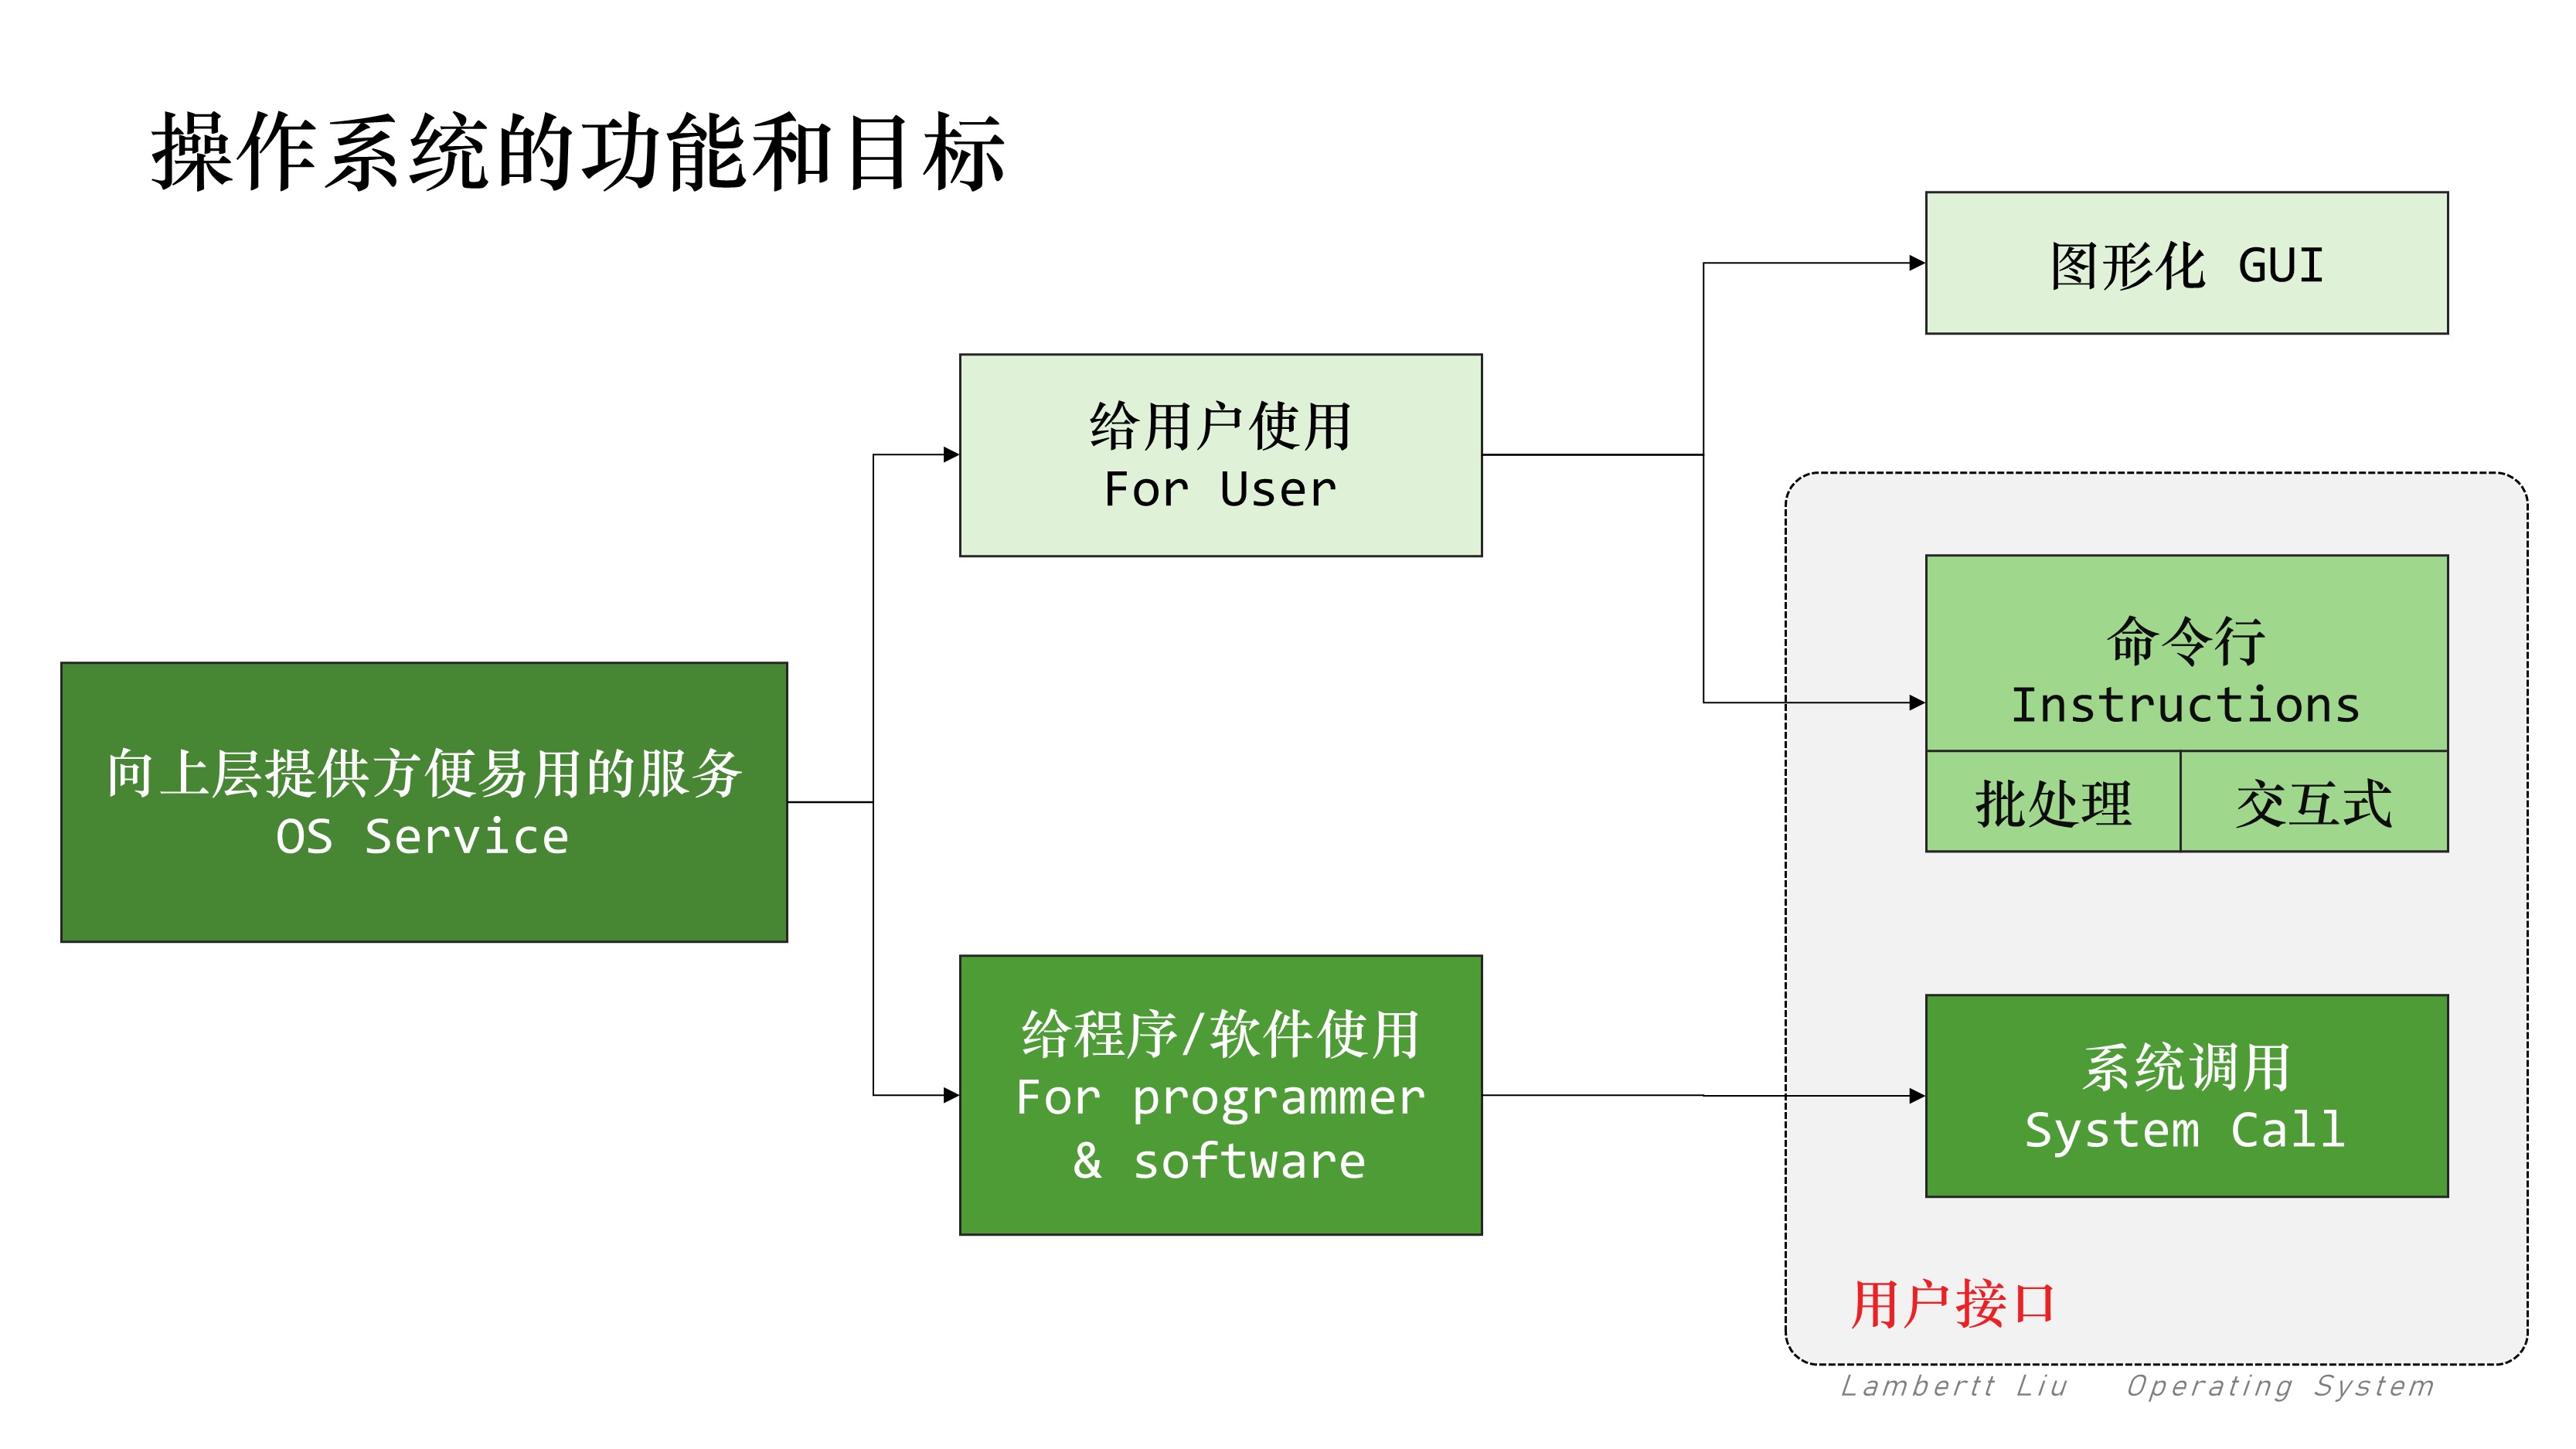 操作系统的功能和目标
图形化 GUI
给用户使用
For User
命令行
Instructions
批处理
交互式
向上层提供方便易用的服务
OS Service
给程序/软件使用
For programmer
& software
系统调用
System Call
用户接口
Lambertt Liu Operating System